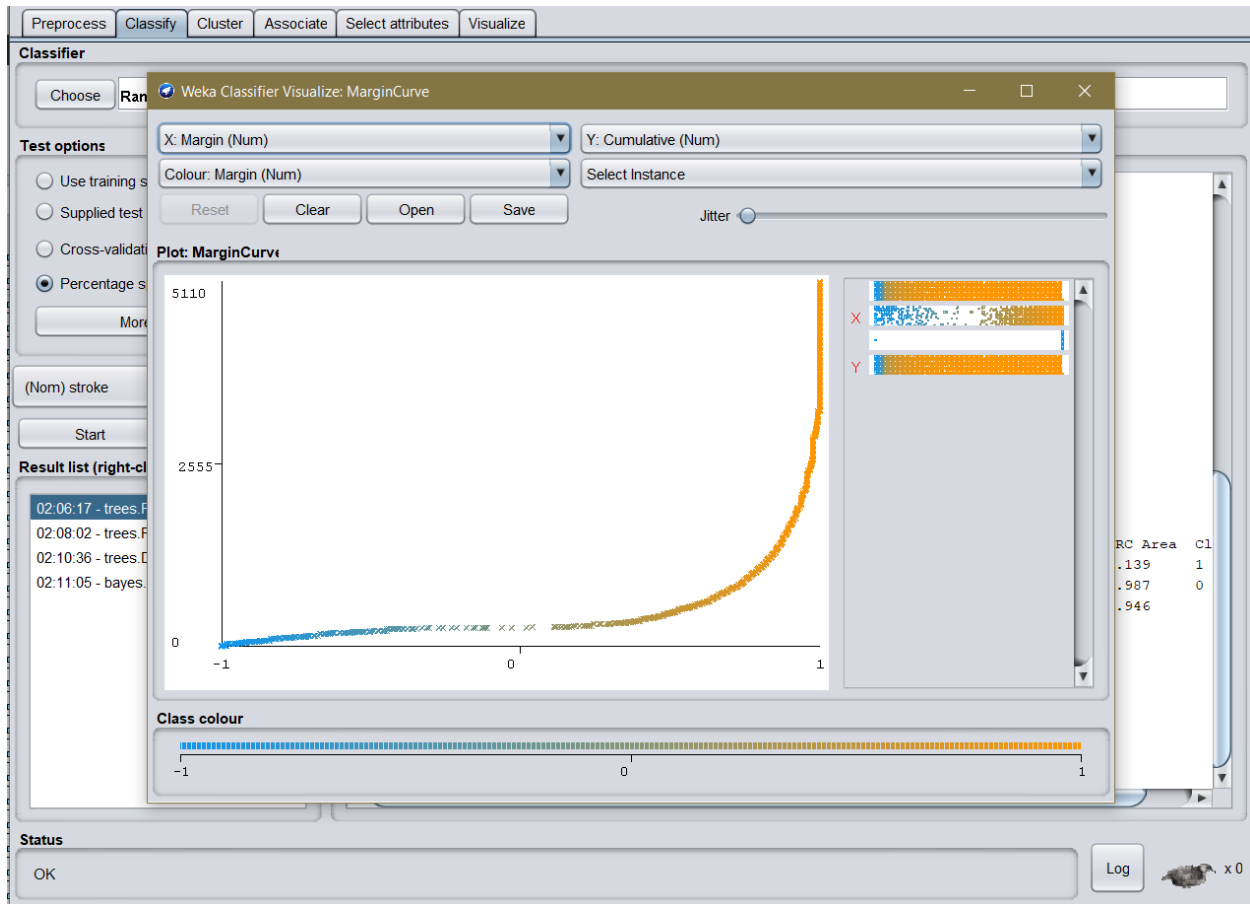 Preprocess Classify Cluster Associate Select attributes Visualize
Classifier
Choose Ran
Weka Classifier Visualize: MarginCurve
X: Margin (Num) Y: Cumulative (Num)
Colour: Margin (Num) Select Instance
Reset Clear Open Save Jitter
Plot: MarginCurve
5110
2555
0
-1 0 1
X
Y
Class colour
-1 0 1
Test options
Use training s
Supplied test
Cross-validati
Percentage s
More
(Nom) stroke
Start
Result list (right-cl
02:06:17 - trees.F
02:08:02 - trees.F
02:10:36 - trees.D
02:11:05 - bayes.
RC Area Cl
.139 1
.987 0
.946
Status
OK
Log x 0